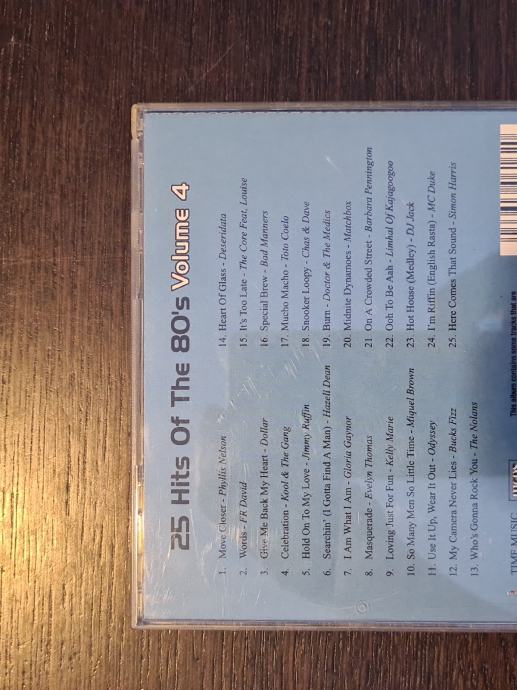 25 Hits Of The 80's Volume 4
1. Move Closer - Phyllis Nelson
2. Words - FR David
3. Give Me Back My Heart - Dollar
4. Celebration - Kool & The Gang
5. Hold On To My Love - Jimmy Ruffin
6. Searchin' (I Gotta Find A Man) - Hazell Dean
7. I Am What I Am - Gloria Gaynor
8. Masquerade - Evelyn Thomas
9. Loving Just For Fun - Kelly Marie
10. So Many Men So Little Time - Miquel Brown
11. Use It Up, Wear It Out - Odyssey
12. My Camera Never Lies - Bucks Fizz
13. Who's Gonna Rock You - The Nolans
14. Heart Of Glass - Deseridata
15. It's Too Late - The Core Feat, Louise
16 Special Brew - Bad Manners
17. Mucho Macho - Toto Coelo
18. Snooker Loopy - Chas & Dave
19. Burn - Doctor & The Medics
20. Midnite Dynamoes - Matchbox
21 On A Crowded Street - Barbara Pennington
22. Ooh To Be Aah - Limhal Of Kajagoogoo
23. Hot House (Medley) - DJ Jack
24. I'm Riffin (English Rasta) - MC Duke
25. Here Comes That Sound - Simon Harris
This album contains some tracks that are
TIME MUSIC